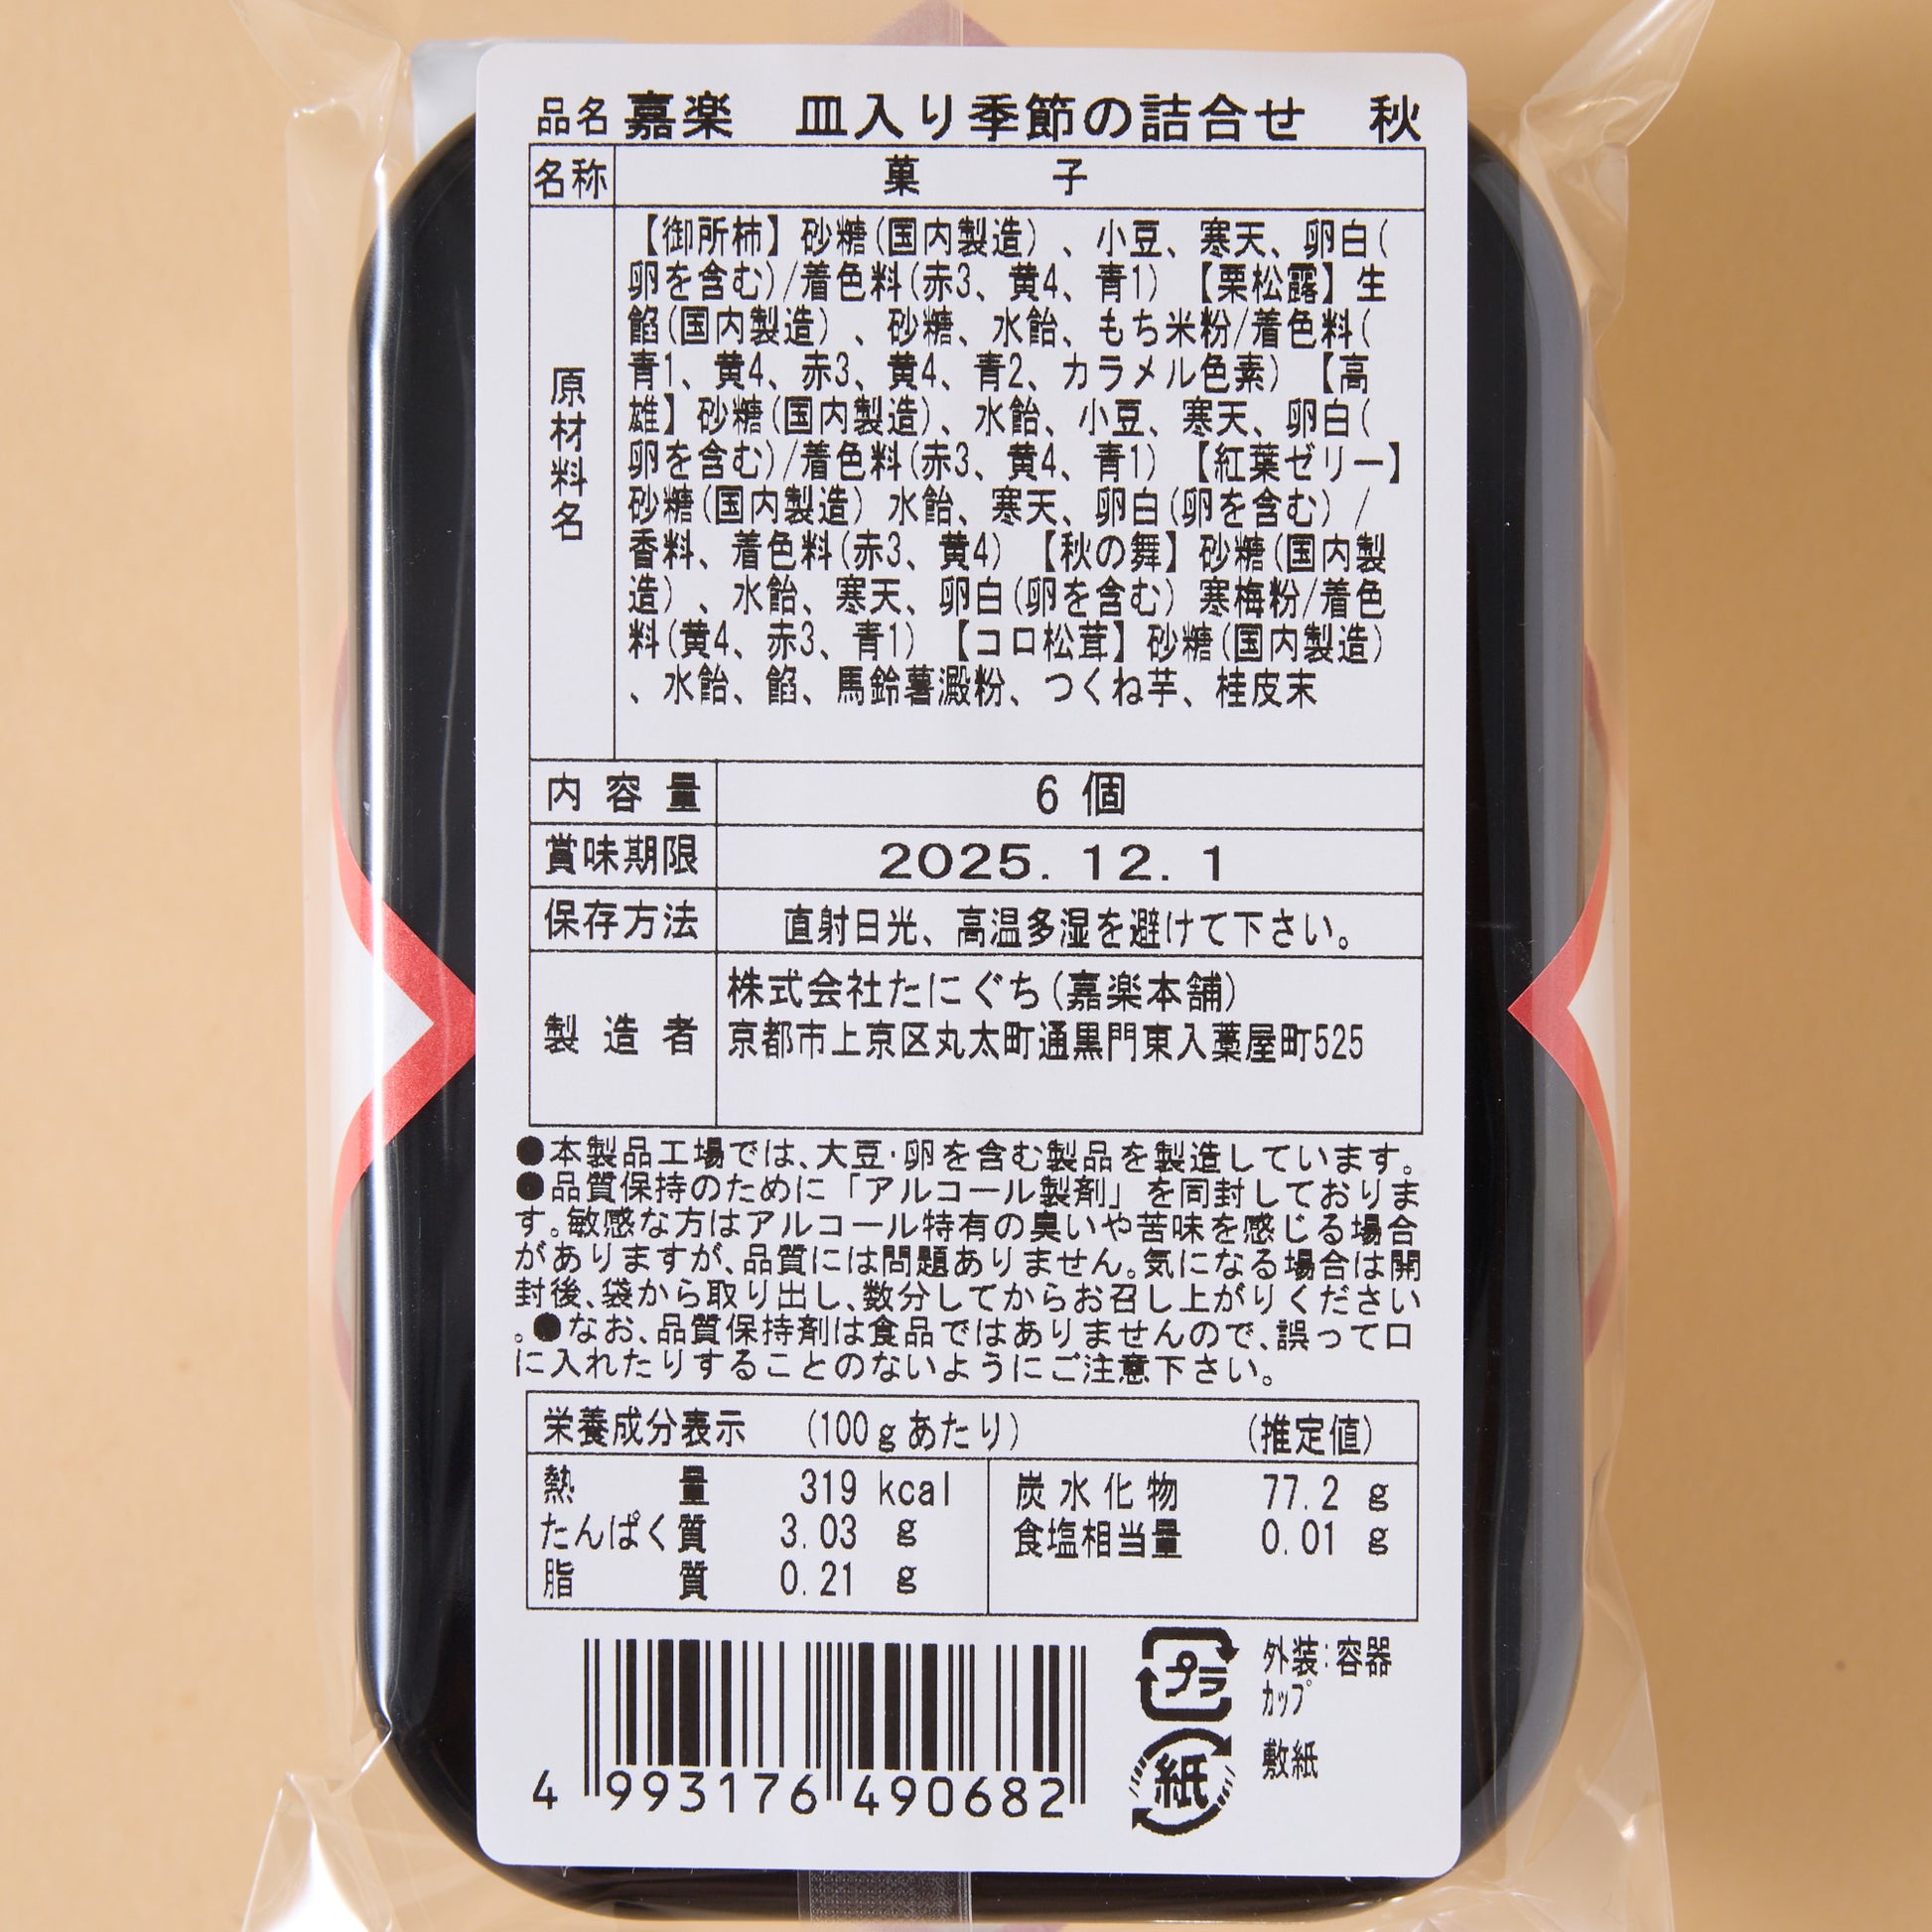 品名 嘉楽 皿入り季節の詰合せ 秋
名称 菓子
原材料名
【御所柿】砂糖(国内製造)、小豆、寒天、卵白(
卵を含む)/着色料(赤3、黄4、青1)【栗松露】生
餡(国内製造)、砂糖、水飴、もち米粉/着色料(
青1、黄4、赤3、黄4、青2、カラメル色素)【高
雄】砂糖(国内製造)、水飴、小豆、寒天、卵白(
卵を含む)/着色料(赤3、黄4、青1)【紅葉ゼリー】
砂糖(国内製造) 水飴、寒天、卵白(卵を含む)/
香料、着色料(赤3、黄4)【秋の舞】砂糖(国内製
造)、水飴、寒天、卵白(卵を含む) 寒梅粉/着色
料(黄4、赤3、青1)【コロ松茸】砂糖(国内製造)
、水飴、餡、馬鈴薯澱粉、つくね芋、桂皮末
内容量 6個
賞味期限 2025. 12. 1
保存方法 直射日光、高温多湿を避けて下さい。
製造者 株式会社たにぐち(嘉楽本舗)
京都市上京区丸太町通黒門東入藁屋町525
●本製品工場では、大豆・卵を含む製品を製造しています。
●品質保持のために「アルコール製剤」を同封しておりま
す。敏感な方はアルコール特有の臭いや苦味を感じる場合
がありますが、品質には問題ありません。気になる場合は開
封後、袋から取り出し、数分してからお召し上がりください
。●なお、品質保持剤は食品ではありませんので、誤って口
に入れたりすることのないようにご注意下さい。
栄養成分表示 (100gあたり) (推定値)
熱量 319 kcal
たんぱく質 3.03 g
脂質 0.21 g
炭水化物 77.2 g
食塩相当量 0.01 g
4 993176 490682
プラ
外装:容器
カップ
紙
敷紙